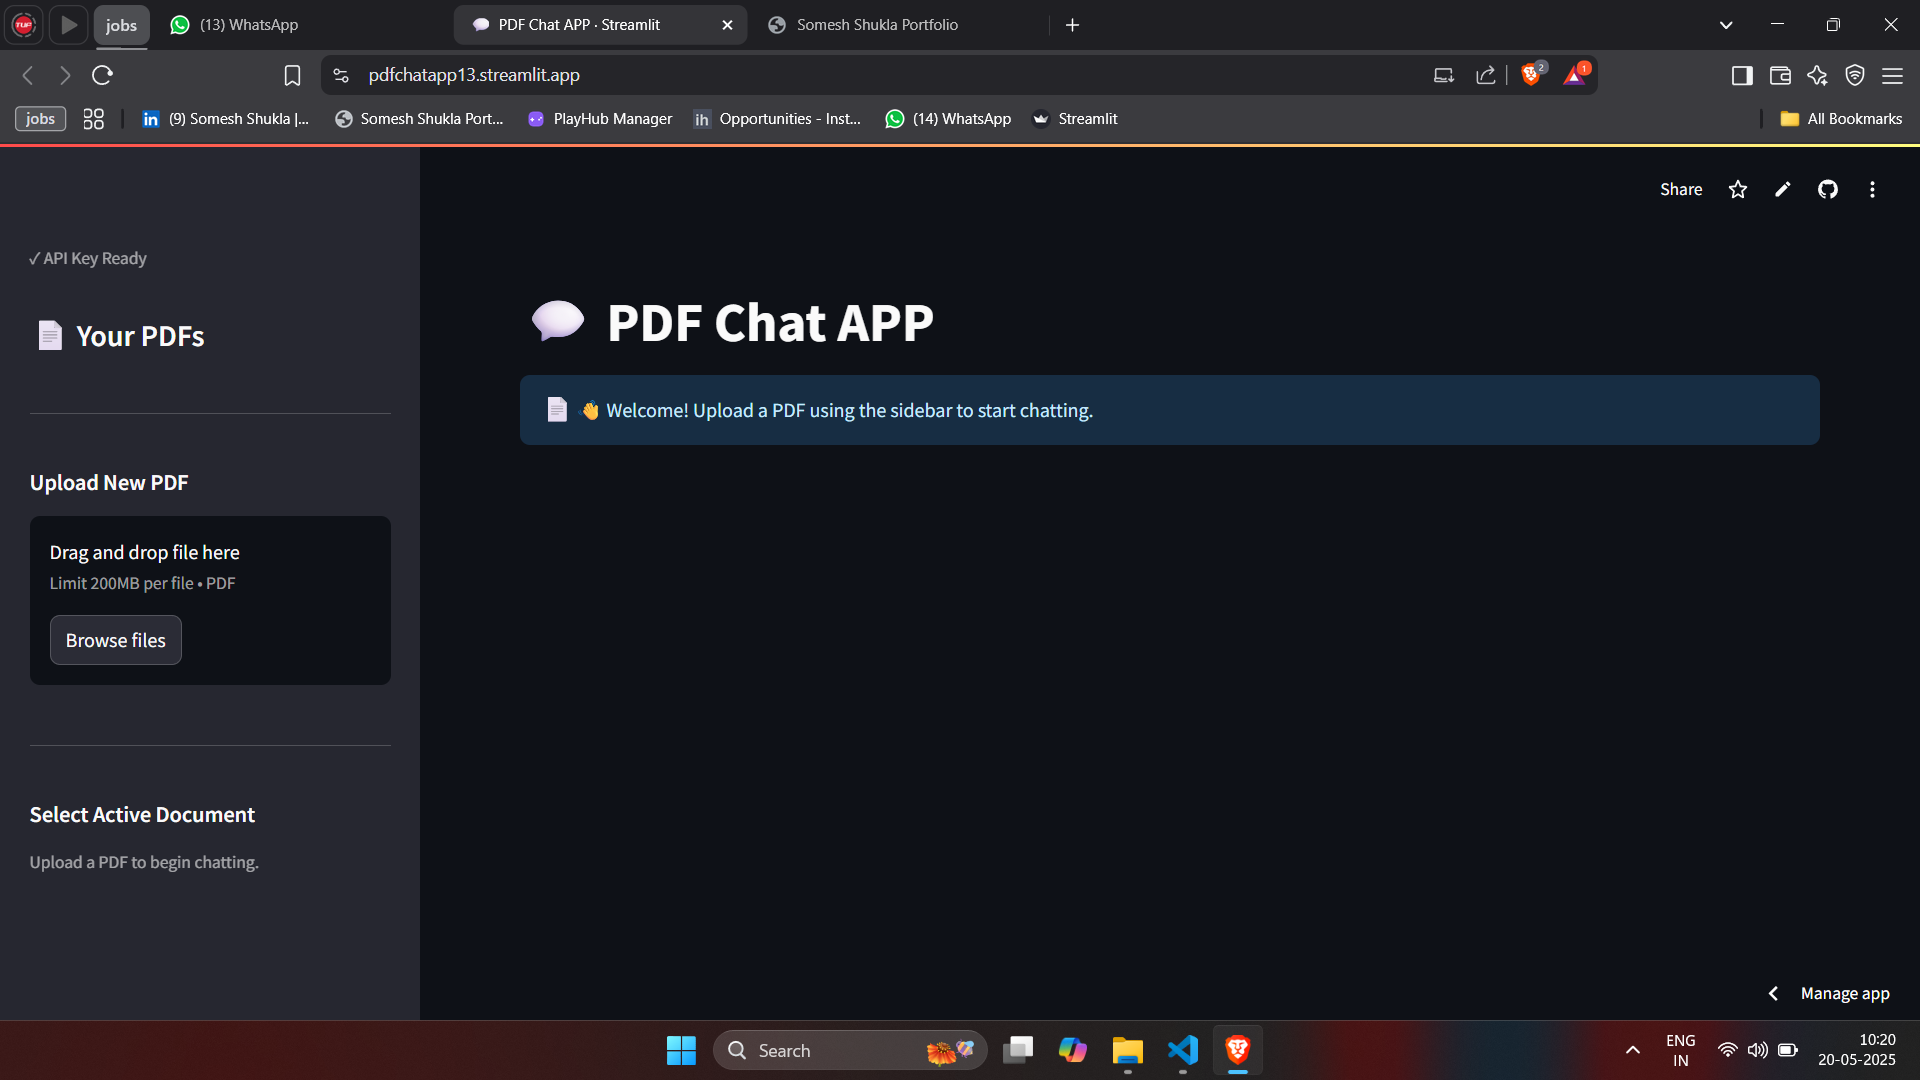 TUF
jobs
(13) WhatsApp
PDF Chat APP · Streamlit
Somesh Shukla Portfolio
pdfchatapp13.streamlit.app
2
1
jobs
(9) Somesh Shukla |...
Somesh Shukla Port...
PlayHub Manager
ih
Opportunities - Inst...
(14) WhatsApp
Streamlit
All Bookmarks
Share
✓ API Key Ready
Your PDFs
PDF Chat APP
Welcome! Upload a PDF using the sidebar to start chatting.
Upload New PDF
Drag and drop file here
Limit 200MB per file • PDF
Browse files
Select Active Document
Upload a PDF to begin chatting.
Manage app
Search
ENG
IN
10:20
20-05-2025